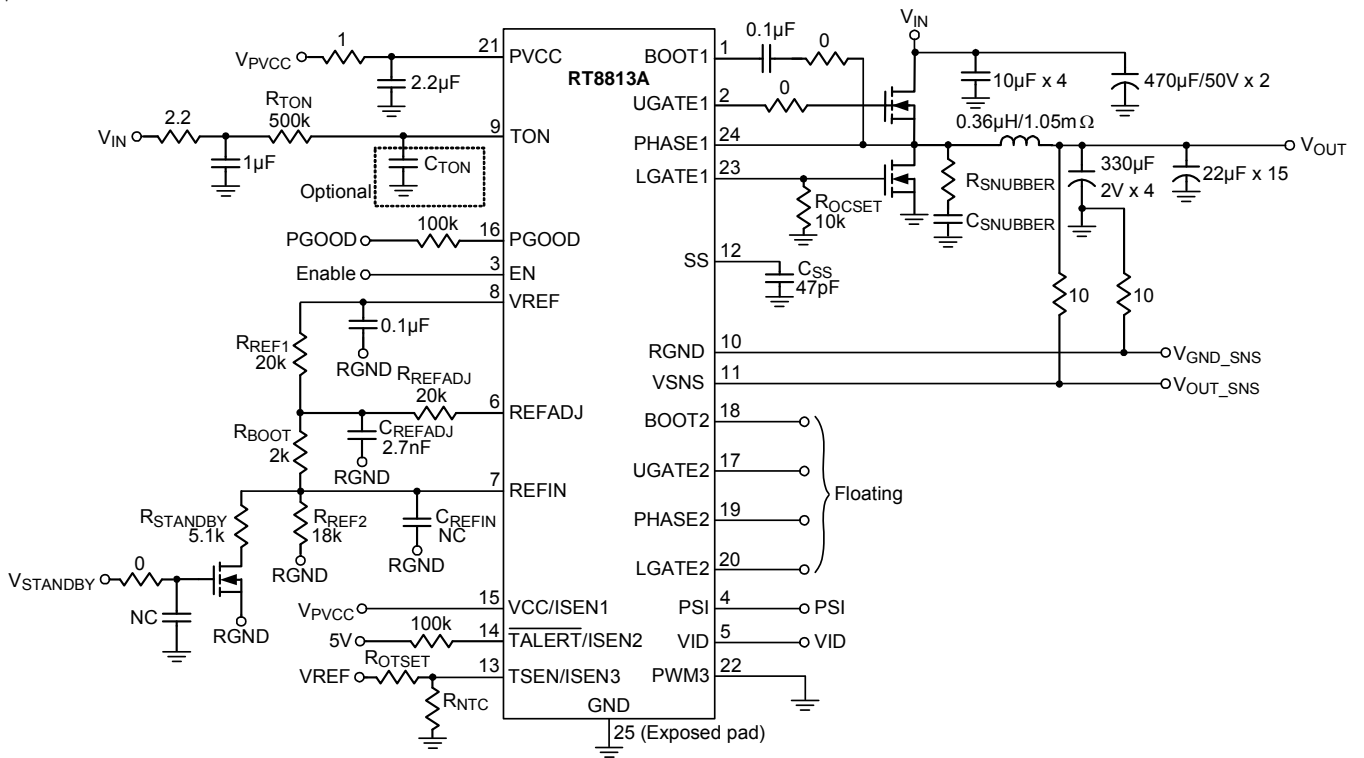 V_IN
0.1µF
1
21
1
0
V_PVCC
PVCC
BOOT1
RT8813A
2.2µF
10µF x 4
470µF/50V x 2
0
2
R_TON
UGATE1
2.2
500k
0.36µH/1.05mΩ
9
24
V_IN
TON
PHASE1
V_OUT
1µF
C_TON
23
LGATE1
330µF
2V x 4
22µF x 15
Optional
R_SNUBBER
R_OCSET
10k
100k
C_SNUBBER
16
PGOOD
PGOOD
12
SS
3
Enable
EN
C_SS
47pF
8
VREF
10
10
0.1µF
R_REF1
20k
10
RGND
V_GND_SNS
RGND
R_REFADJ
20k
11
VSNS
V_OUT_SNS
6
REFADJ
18
BOOT2
R_BOOT
2k
C_REFADJ
2.7nF
RGND
17
UGATE2
7
REFIN
Floating
R_STANDBY
5.1k
R_REF2
18k
C_REFIN
NC
19
PHASE2
RGND
RGND
20
LGATE2
V_STANDBY
0
NC
RGND
15
V_PVCC
VCC/ISEN1
4
PSI
PSI
100k
14
5V
TALERT/ISEN2
5
VID
VID
R_OTSET
13
VREF
TSEN/ISEN3
22
PWM3
R_NTC
GND
25 (Exposed pad)